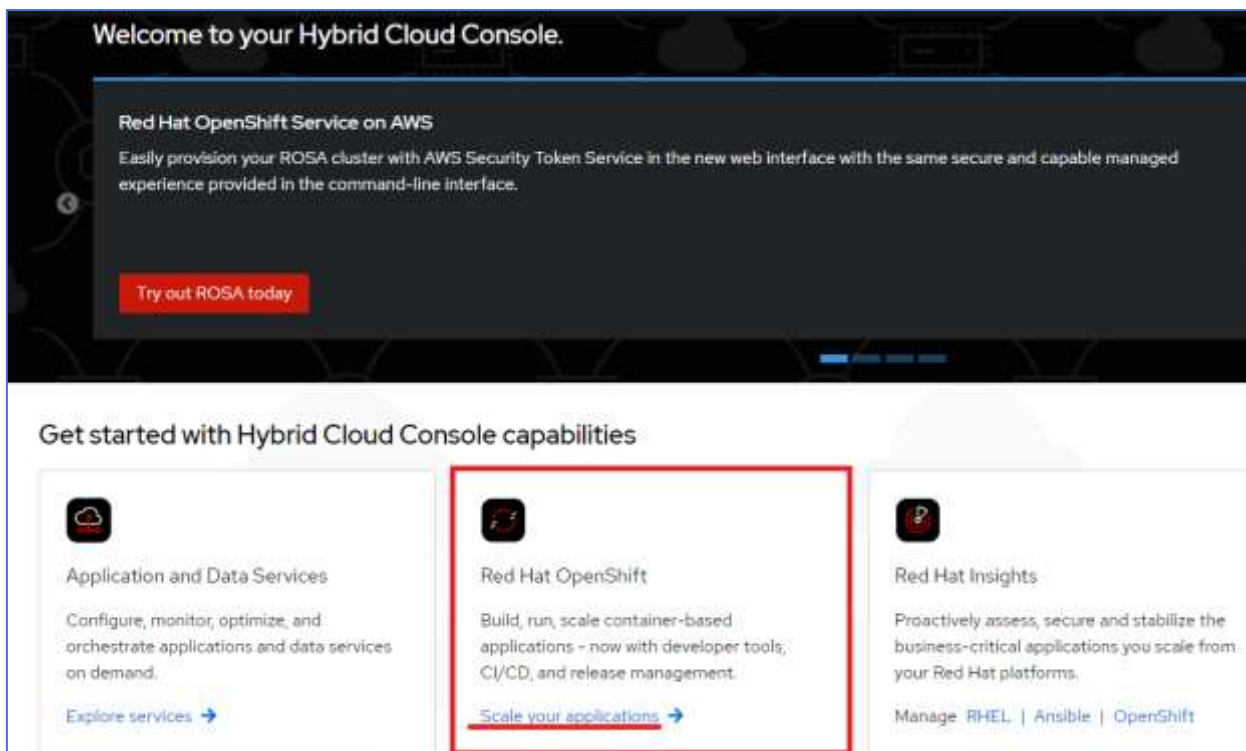 Welcome to your Hybrid Cloud Console.
Red Hat OpenShift Service on AWS
Easily provision your ROSA cluster with AWS Security Token Service in the new web interface with the same secure and capable managed
experience provided in the command-line interface.
Try out ROSA today
Get started with Hybrid Cloud Console capabilities
Application and Data Services
Configure, monitor, optimize, and
orchestrate applications and data services
on demand.
Explore services →
Red Hat OpenShift
Build, run, scale container-based
applications - now with developer tools,
CI/CD, and release management.
Scale your applications →
Red Hat Insights
Proactively assess, secure and stabilize the
business-critical applications you scale from
your Red Hat platforms.
Manage RHEL | Ansible | OpenShift